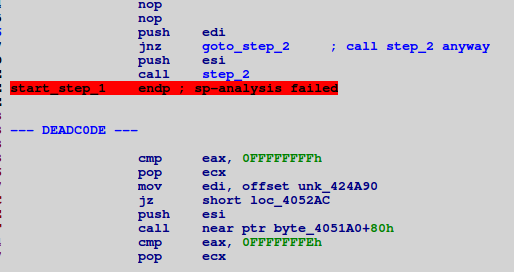 nop
nop
push edi
jnz goto_step_2 ; call step_2 anyway
push esi
call step_2
start_step_1 endp ; sp-analysis failed
--- DEADC0DE ---
cmp eax, 0FFFFFFFFh
pop ecx
mov edi, offset unk_424A90
jz short loc_4052AC
push esi
call near ptr byte_4051A0+80h
cmp eax, 0FFFFFFFEh
pop ecx